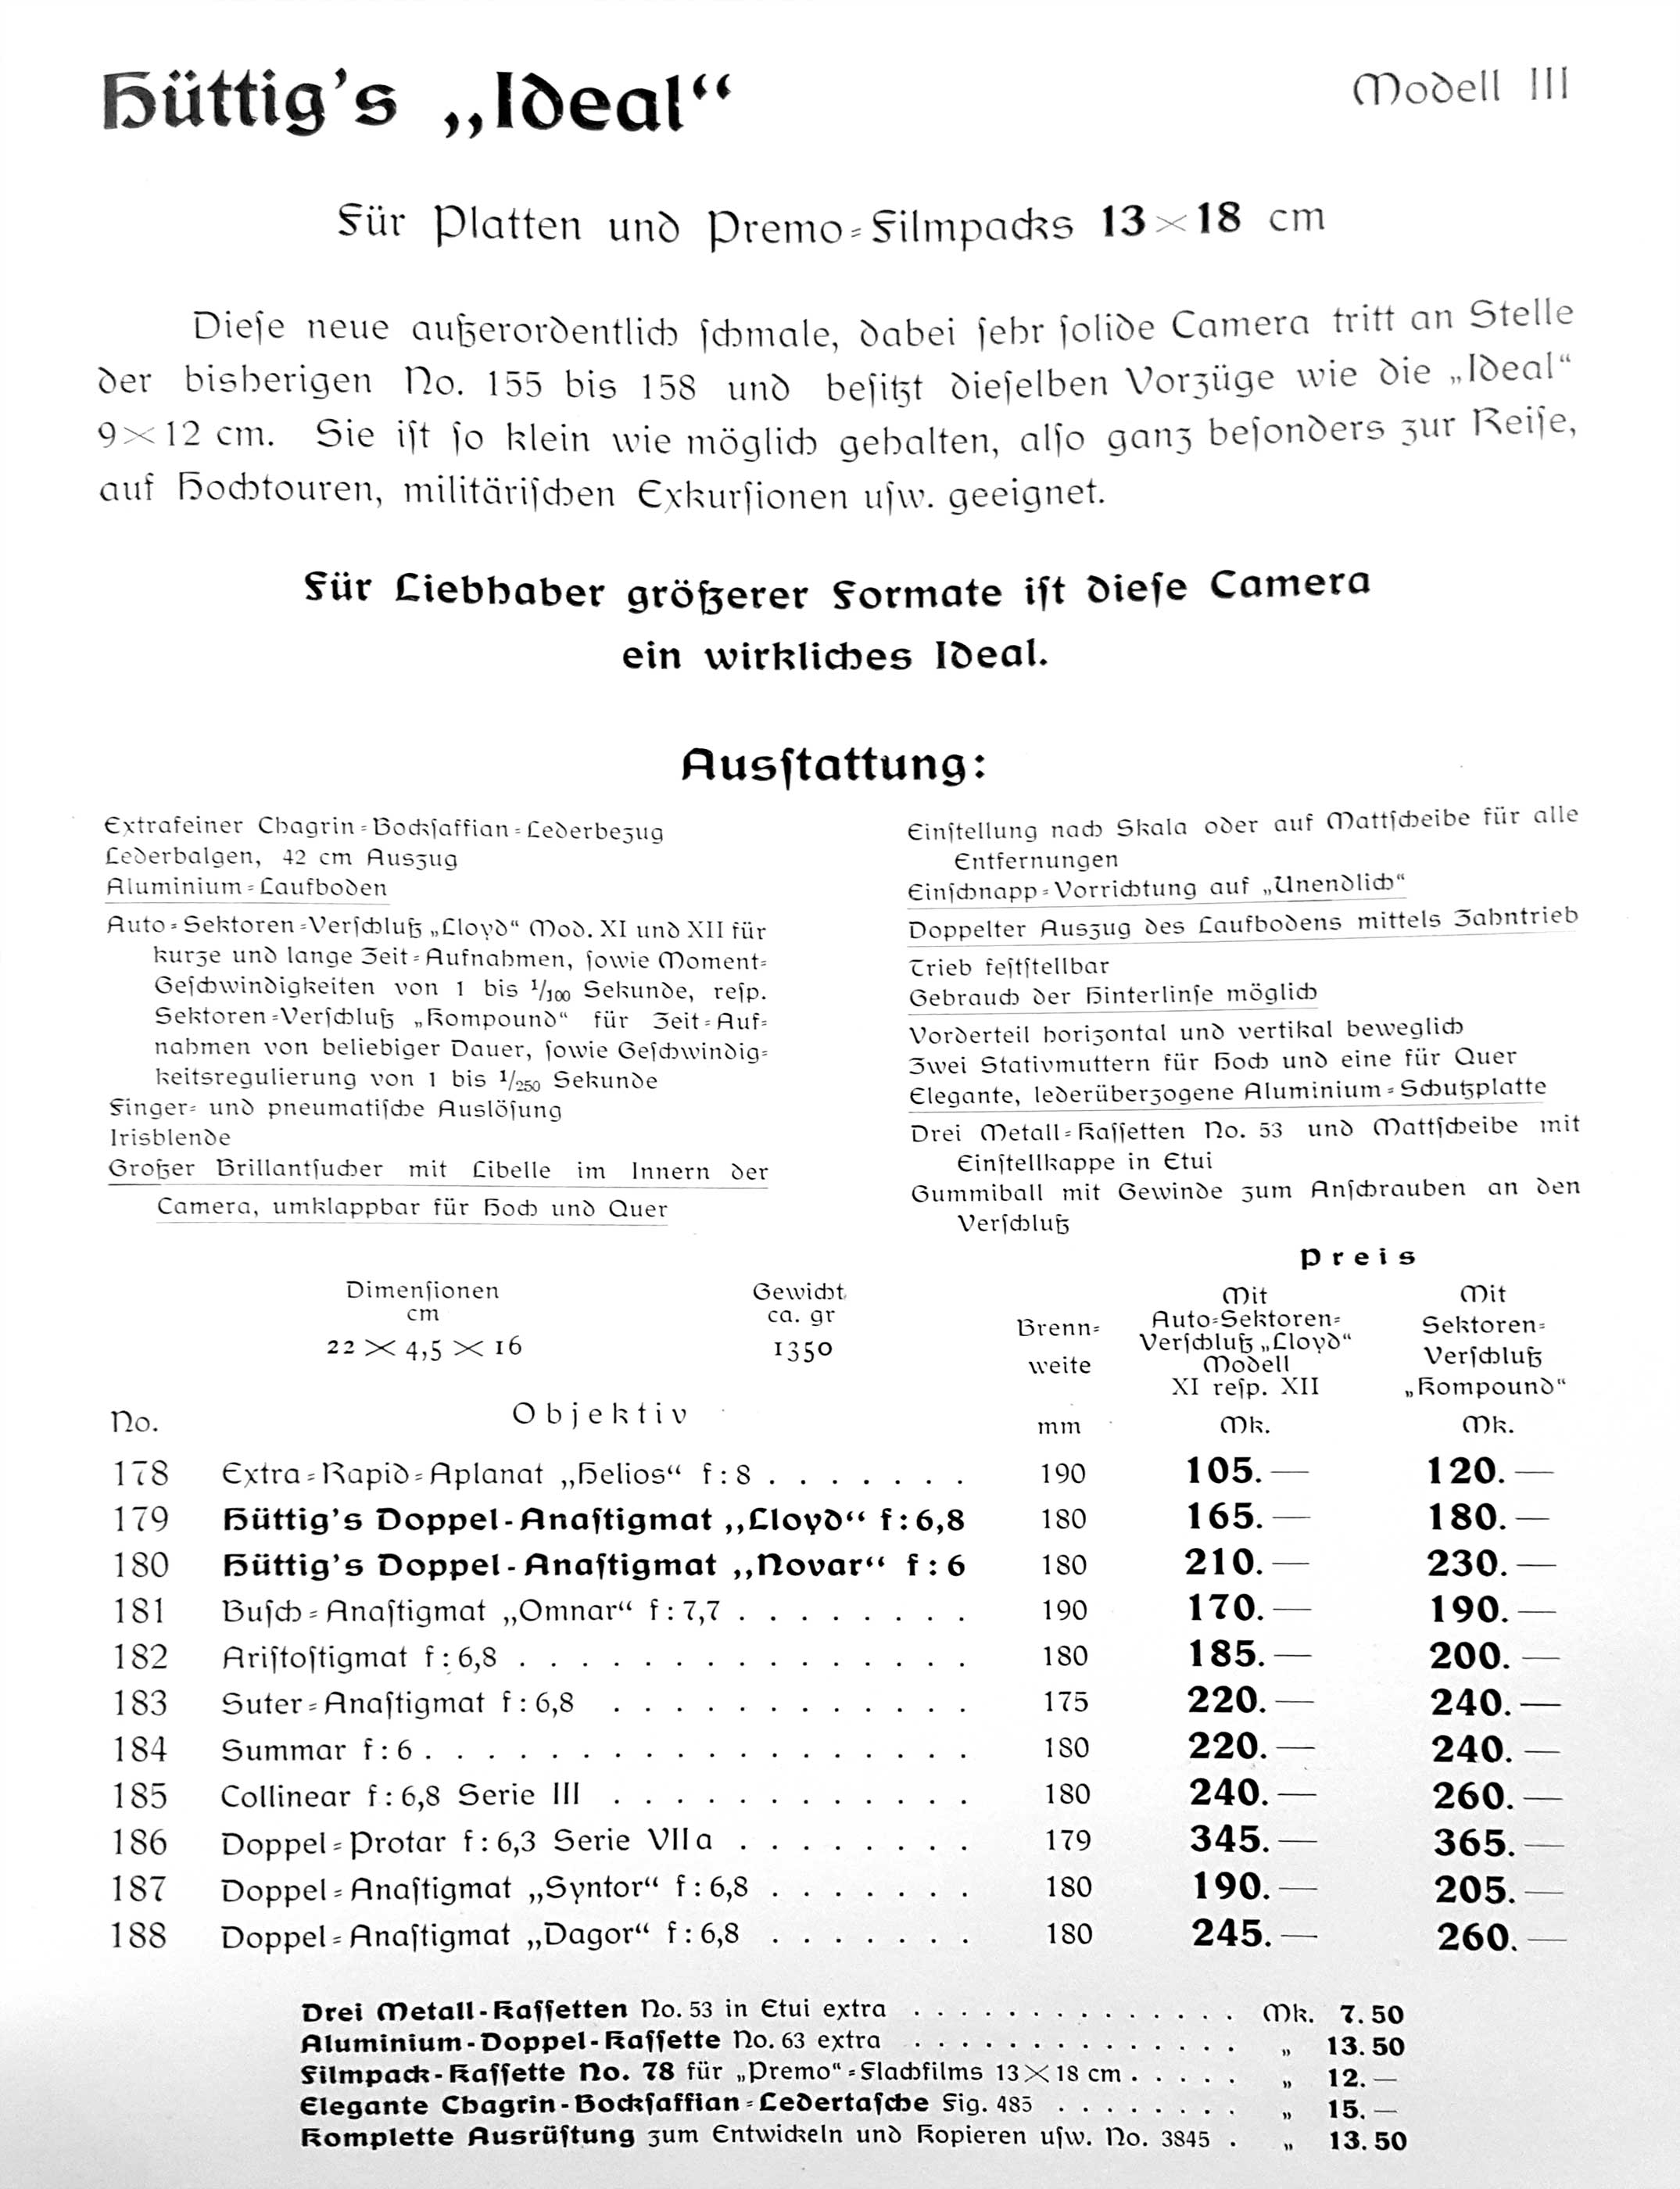 Hüttig's „Ideal“
Modell III
Für Platten und Premo-Filmpacks 13×18 cm
Dieſe neue außerordentlich ſchmale, dabei ſehr ſolide Camera tritt an Stelle
der bisherigen No. 155 bis 158 und beſitzt dieſelben Vorzüge wie die „Ideal“
9×12 cm. Sie iſt ſo klein wie möglich gehalten, alſo ganz beſonders zur Reiſe,
auf Hochtouren, militäriſchen Exkurſionen uſw. geeignet.
Für Liebhaber größerer Formate iſt dieſe Camera
ein wirkliches Ideal.
Ausſtattung:
Extrafeiner Chagrin-Bockſaffian-Lederbezug
Lederbalgen, 42 cm Auszug
Aluminium-Laufboden
Auto-Sektoren-Verſchluß „Lloyd“ Mod. XI und XII für
kurze und lange Zeit-Aufnahmen, ſowie Moment-
Geſchwindigkeiten von 1 bis 1/100 Sekunde, reſp.
Sektoren-Verſchluß „Kompound“ für Zeit-Auf-
nahmen von beliebiger Dauer, ſowie Geſchwindig-
keitsregulierung von 1 bis 1/250 Sekunde
Finger- und pneumatiſche Auslöſung
Irisblende
Großer Brillantſucher mit Libelle im Innern der
Camera, umklappbar für Hoch und Quer
Einſtellung nach Skala oder auf Mattſcheibe für alle
Entfernungen
Einſchnapp-Vorrichtung auf „Unendlich“
Doppelter Auszug des Laufbodens mittels Zahntrieb
Trieb feſtſtellbar
Gebrauch der Hinterlinſe möglich
Vorderteil horizontal und vertikal beweglich
Zwei Stativmuttern für Hoch und eine für Quer
Elegante, lederüberzogene Aluminium-Schutzplatte
Drei Metall-Kaſſetten No. 53 und Mattſcheibe mit
Einſtellkappe in Etui
Gummiball mit Gewinde zum Anſchrauben an den
Verſchluß
Dimenſionen
cm
22 × 4,5 × 16
Gewicht
ca. gr
1350
Preis
Brenn-
weite
mm
Mit
Auto-Sektoren-
Verſchluß „Lloyd“
Modell
XI reſp. XII
Mk.
Mit
Sektoren-
Verſchluß
„Kompound“
Mk.
No. Objektiv
178 Extra-Rapid-Aplanat „Helios“ f:8 . . . . . . . 190 105.— 120.—
179 Hüttig's Doppel-Anaſtigmat „Lloyd“ f:6,8 180 165.— 180.—
180 Hüttig's Doppel-Anaſtigmat „Novar“ f:6 180 210.— 230.—
181 Buſch-Anaſtigmat „Omnar“ f:7,7 . . . . . . . . 190 170.— 190.—
182 Ariſtoſtigmat f:6,8 . . . . . . . . . . . . . . . 180 185.— 200.—
183 Suter-Anaſtigmat f:6,8 . . . . . . . . . . . . 175 220.— 240.—
184 Summar f:6 . . . . . . . . . . . . . . . . . . 180 220.— 240.—
185 Collinear f:6,8 Serie III . . . . . . . . . . . . 180 240.— 260.—
186 Doppel-Protar f:6,3 Serie VIIa . . . . . . . . 179 345.— 365.—
187 Doppel-Anaſtigmat „Syntor“ f:6,8 . . . . . . . 180 190.— 205.—
188 Doppel-Anaſtigmat „Dagor“ f:6,8 . . . . . . . 180 245.— 260.—
Drei Metall-Kaſſetten No. 53 in Etui extra . . . . . . . . . . . . . . Mk. 7.50
Aluminium-Doppel-Kaſſette No. 63 extra . . . . . . . . . . . . . . „ 13.50
Filmpack-Kaſſette No. 78 für „Premo“-Flachfilms 13×18 cm . . . . . „ 12.—
Elegante Chagrin-Bockſaffian-Ledertaſche Fig. 485 . . . . . . . . „ 15.—
Komplette Ausrüſtung zum Entwickeln und Kopieren uſw. No. 3845 . „ 13.50